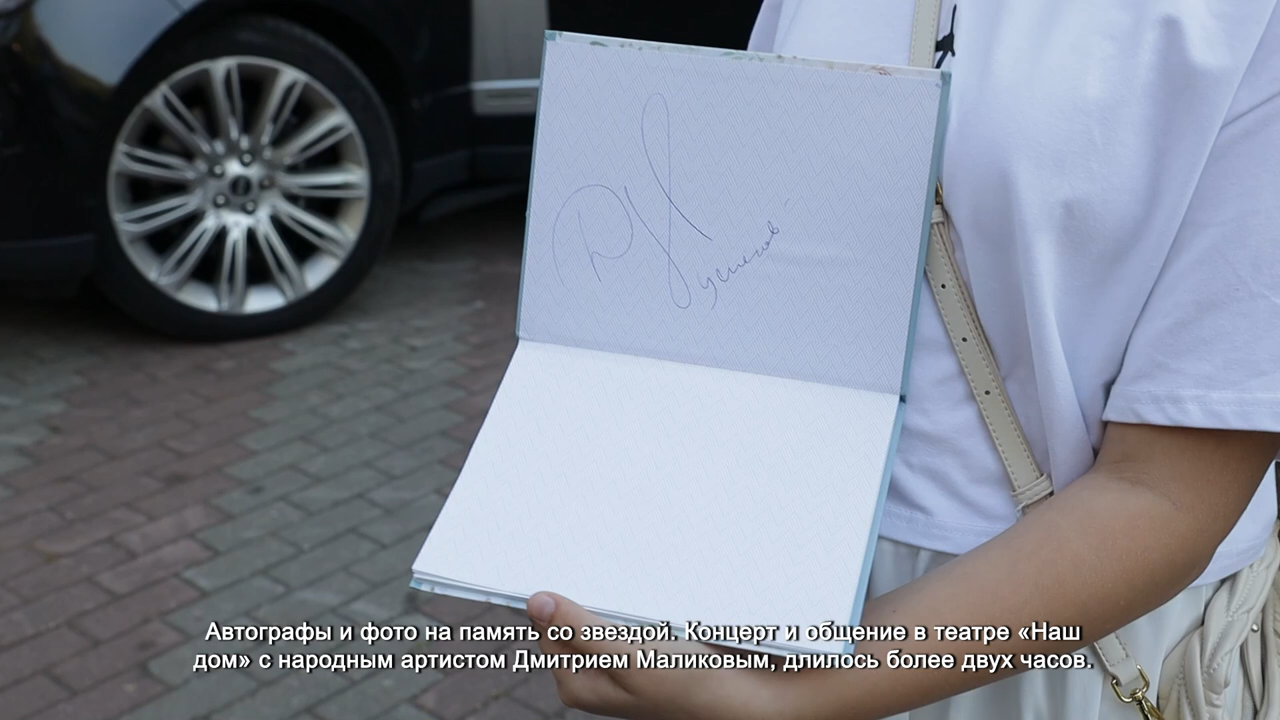 успехов
Автографы и фото на память со звездой. Концерт и общение в театре «Наш
дом» с народным артистом Дмитрием Маликовым, длилось более двух часов.